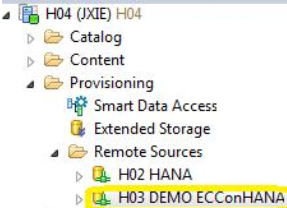 H04 (JXIE) H04
Catalog
Content
Provisioning
Smart Data Access
Extended Storage
Remote Sources
H02 HANA
H03 DEMO ECConHANA